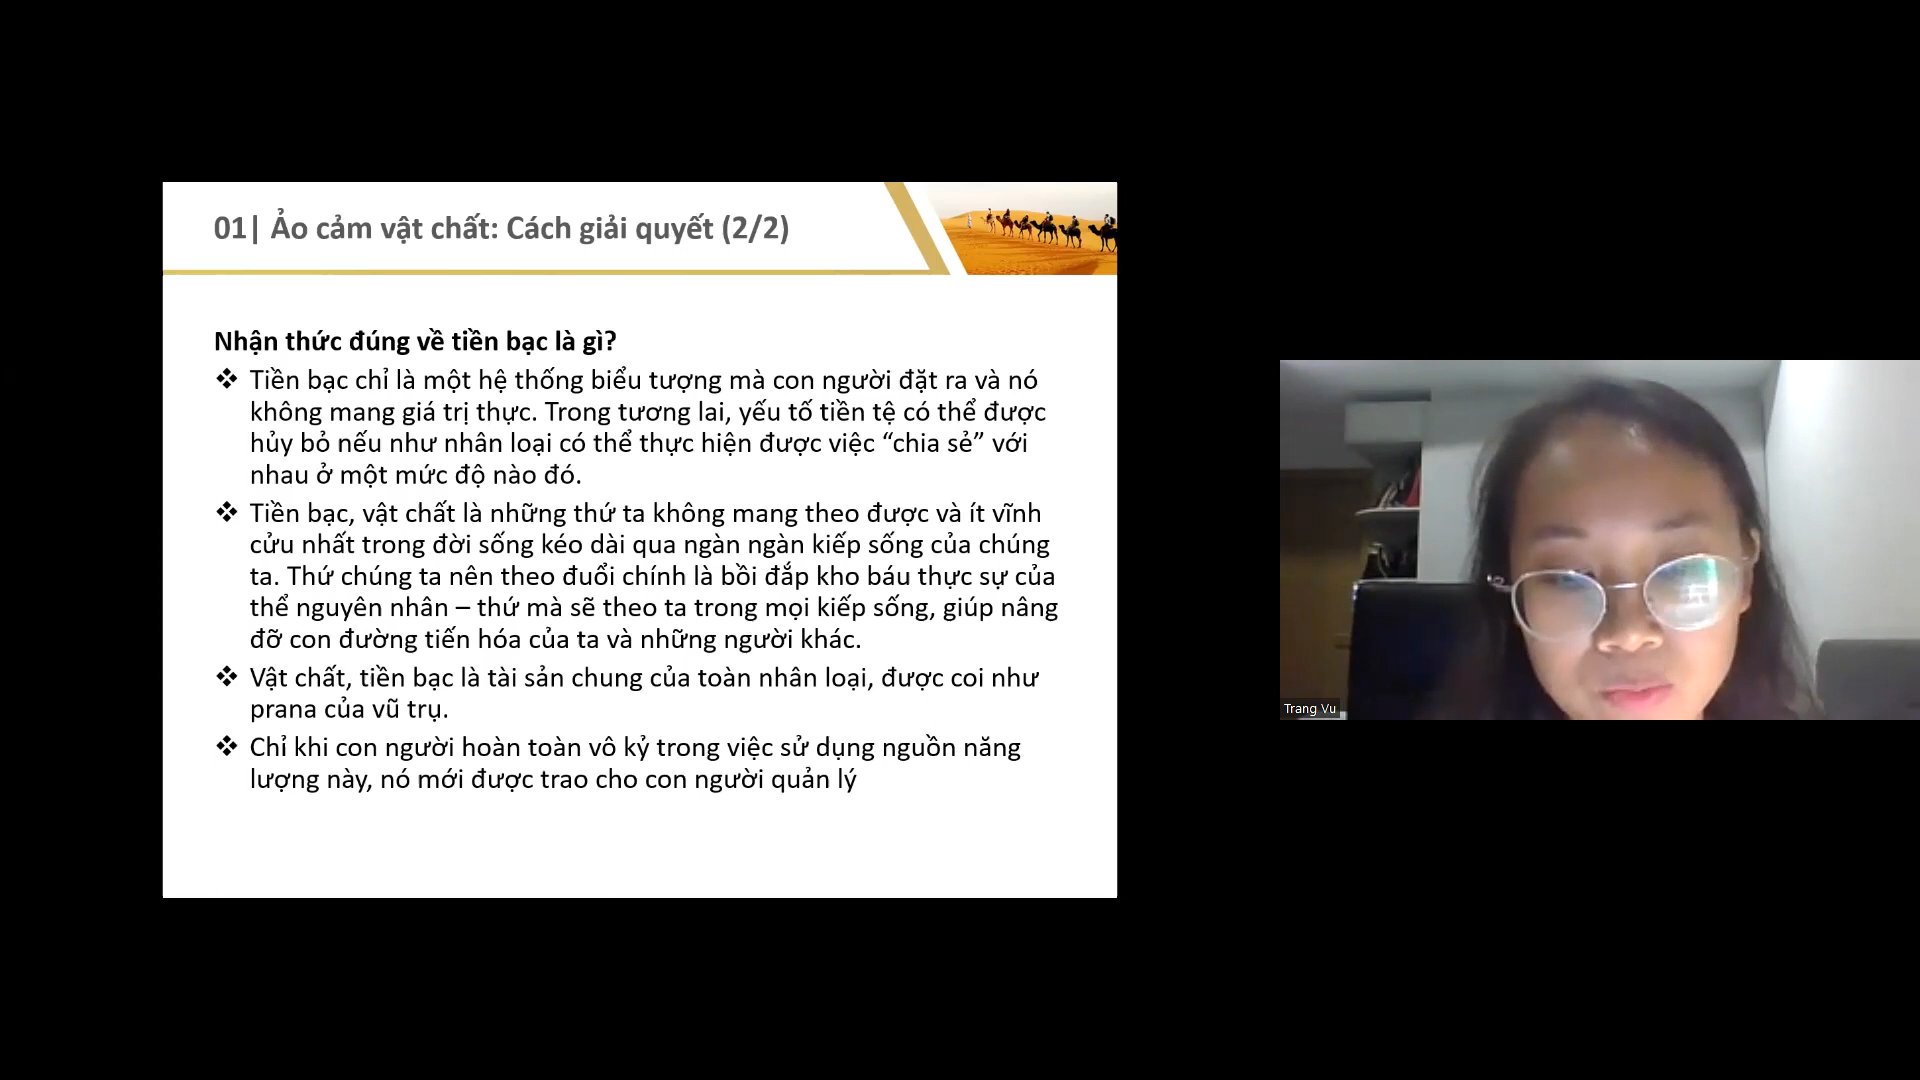 01| Ảo cảm vật chất: Cách giải quyết (2/2)
Nhận thức đúng về tiền bạc là gì?
❖ Tiền bạc chỉ là một hệ thống biểu tượng mà con người đặt ra và nó
không mang giá trị thực. Trong tương lai, yếu tố tiền tệ có thể được
hủy bỏ nếu như nhân loại có thể thực hiện được việc “chia sẻ” với
nhau ở một mức độ nào đó.
❖ Tiền bạc, vật chất là những thứ ta không mang theo được và ít vĩnh
cửu nhất trong đời sống kéo dài qua ngàn ngàn kiếp sống của chúng
ta. Thứ chúng ta nên theo đuổi chính là bồi đắp kho báu thực sự của
thể nguyên nhân – thứ mà sẽ theo ta trong mọi kiếp sống, giúp nâng
đỡ con đường tiến hóa của ta và những người khác.
❖ Vật chất, tiền bạc là tài sản chung của toàn nhân loại, được coi như
prana của vũ trụ.
❖ Chỉ khi con người hoàn toàn vô kỷ trong việc sử dụng nguồn năng
lượng này, nó mới được trao cho con người quản lý
Trang Vu